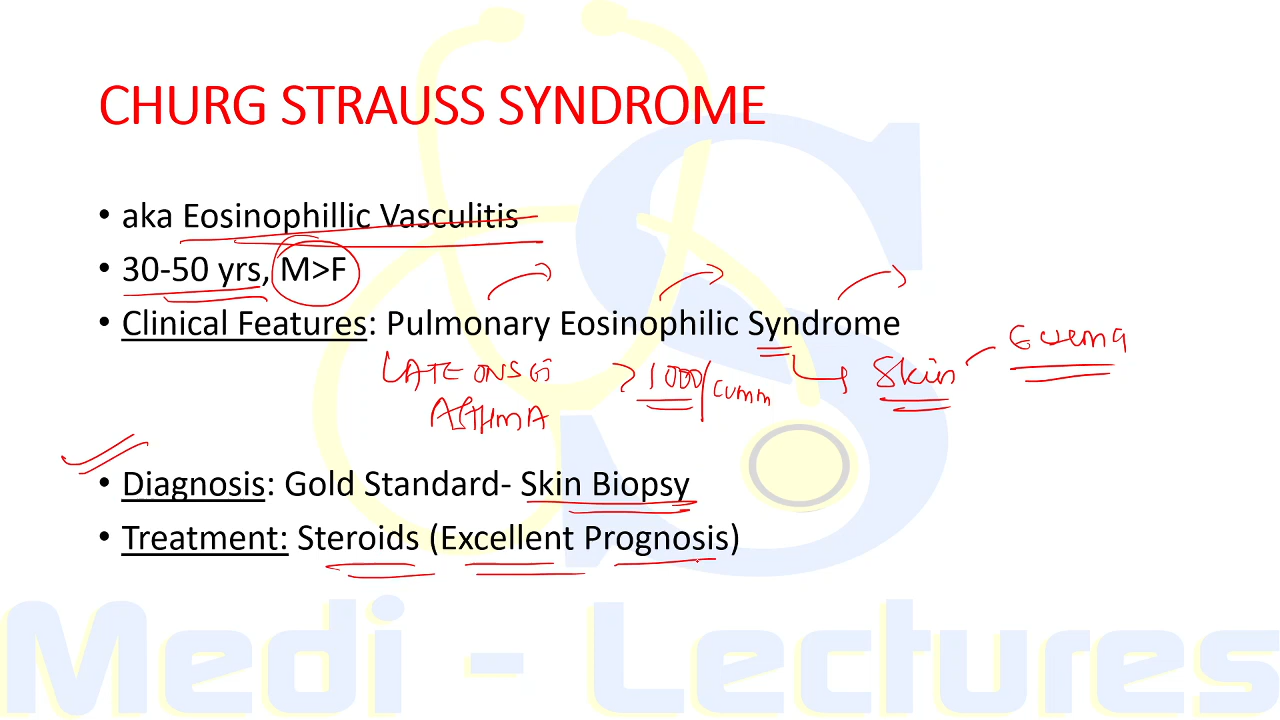 CHURG STRAUSS SYNDROME
• aka Eosinophillic Vasculitis
• 30-50 yrs, M>F
• Clinical Features: Pulmonary Eosinophilic Syndrome
LATE ONSET
ASTHMA
>1000/cumm
Skin
• Diagnosis: Gold Standard- Skin Biopsy
• Treatment: Steroids (Excellent Prognosis)
Medi - Lectures